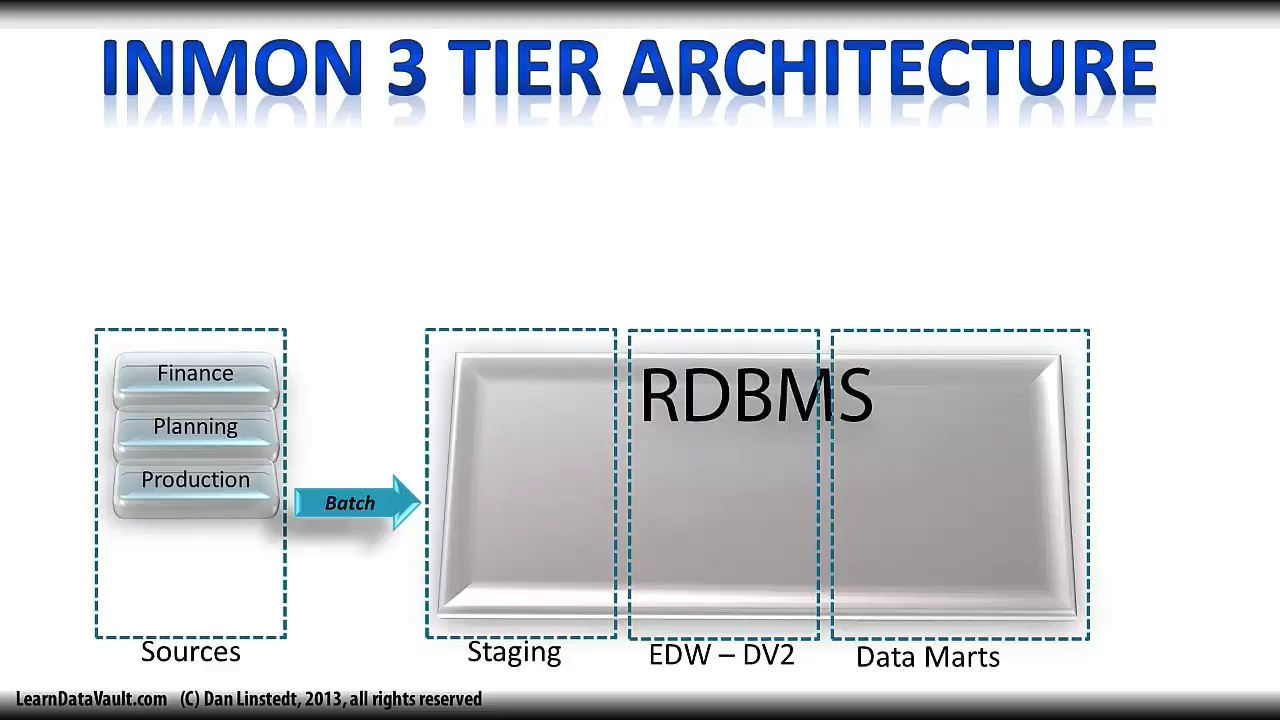 INMON 3 TIER ARCHITECTURE
Finance
Planning
Production
Batch
RDBMS
Sources
Staging
EDW – DV2
Data Marts
LearnDataVault.com (C) Dan Linstedt, 2013, all rights reserved